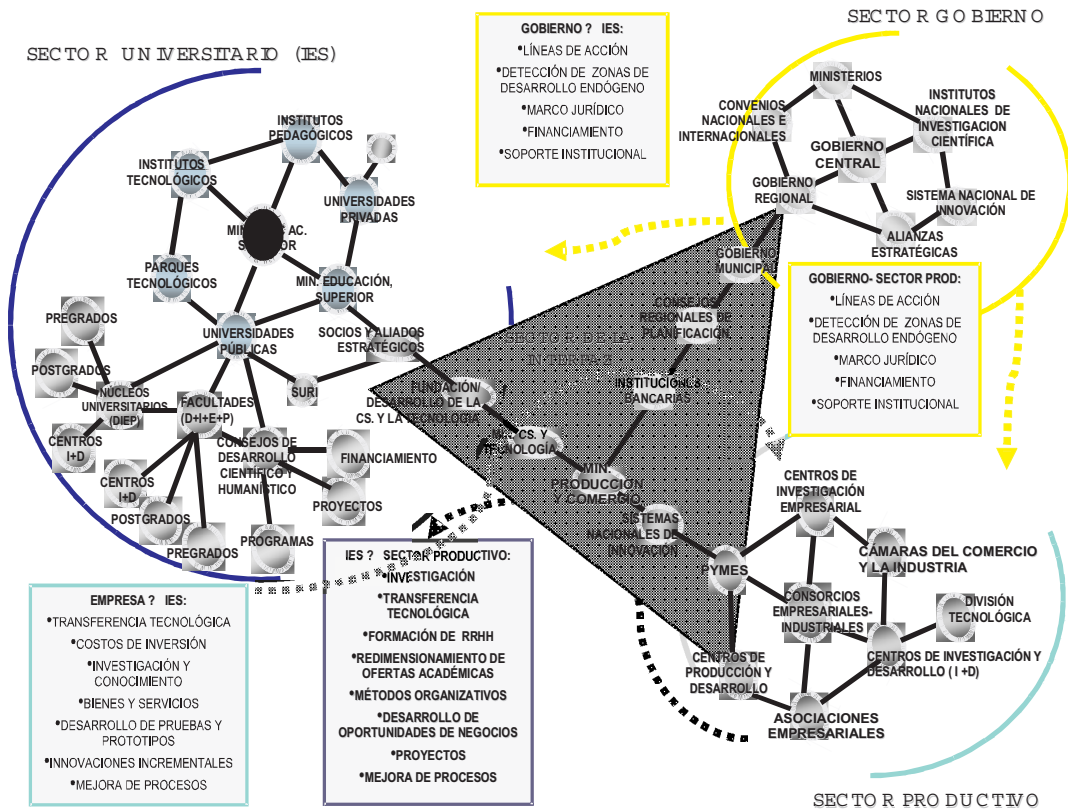 SECTOR UNIVERSITARIO (IES)
INSTITUTOS
PEDAGÓGICOS
INSTITUTOS
TECNOLÓGICOS
UNIVERSIDADES
PRIVADAS
PARQUES
TECNOLÓGICOS
MIN. EDUCACIÓN,
SUPERIOR
PREGRADOS
UNIVERSIDADES
PÚBLICAS
SOCIOS Y ALIADOS
ESTRATÉGICOS
POSTGRADOS
SURI
NÚCLEOS
UNIVERSITARIOS
(DIEP)
FACULTADES
(D+I+E+P)
CENTROS
I+D
CONSEJOS DE
DESARROLLO
CIENTÍFICO Y
HUMANÍSTICO
FINANCIAMIENTO
CENTROS
I+D
PROYECTOS
POSTGRADOS
PREGRADOS
PROGRAMAS
GOBIERNO ? IES:
•LÍNEAS DE ACCIÓN
•DETECCIÓN DE ZONAS DE
DESARROLLO ENDÓGENO
•MARCO JURÍDICO
•FINANCIAMIENTO
•SOPORTE INSTITUCIONAL
SECTOR GOBIERNO
MINISTERIOS
CONVENIOS
NACIONALES E
INTERNACIONALES
INSTITUTOS
NACIONALES DE
INVESTIGACION
CIENTÍFICA
GOBIERNO
CENTRAL
GOBIERNO
REGIONAL
SISTEMA NACIONAL DE
INNOVACIÓN
ALIANZAS
ESTRATÉGICAS
GOBIERNO
MUNICIPAL
GOBIERNO- SECTOR PROD:
•LÍNEAS DE ACCIÓN
•DETECCIÓN DE ZONAS DE
DESARROLLO ENDÓGENO
•MARCO JURÍDICO
•FINANCIAMIENTO
•SOPORTE INSTITUCIONAL
CONSEJOS
REGIONALES DE
PLANIFICACIÓN
SECTOR DE LA
INTERFAZ
INSTITUCIONES
BANCARIAS
FUNDACIÓN/
DESARROLLO DE LA
CS. Y LA TECNOLOGÍA
MIN. CS. Y
TECNOLOGÍA
MIN.
PRODUCCIÓN
Y COMERCIO
SISTEMAS
NACIONALES DE
INNOVACIÓN
CENTROS DE
INVESTIGACIÓN
EMPRESARIAL
CÁMARAS DEL COMERCIO
Y LA INDUSTRIA
PYMES
CONSORCIOS
EMPRESARIALES-
INDUSTRIALES
DIVISIÓN
TECNOLÓGICA
CENTROS DE
PRODUCCIÓN Y
DESARROLLO
CENTROS DE INVESTIGACIÓN Y
DESARROLLO ( I +D)
ASOCIACIONES
EMPRESARIALES
SECTOR PRODUCTIVO
EMPRESA ? IES:
•TRANSFERENCIA TECNOLÓGICA
•COSTOS DE INVERSIÓN
•INVESTIGACIÓN Y
CONOCIMIENTO
•BIENES Y SERVICIOS
•DESARROLLO DE PRUEBAS Y
PROTOTIPOS
•INNOVACIONES INCREMENTALES
•MEJORA DE PROCESOS
IES ? SECTOR PRODUCTIVO:
•INVESTIGACIÓN
•TRANSFERENCIA
TECNOLÓGICA
•FORMACIÓN DE RRHH
•REDIMENSIONAMIENTO DE
OFERTAS ACADÉMICAS
•MÉTODOS ORGANIZATIVOS
•DESARROLLO DE
OPORTUNIDADES DE NEGOCIOS
•PROYECTOS
•MEJORA DE PROCESOS